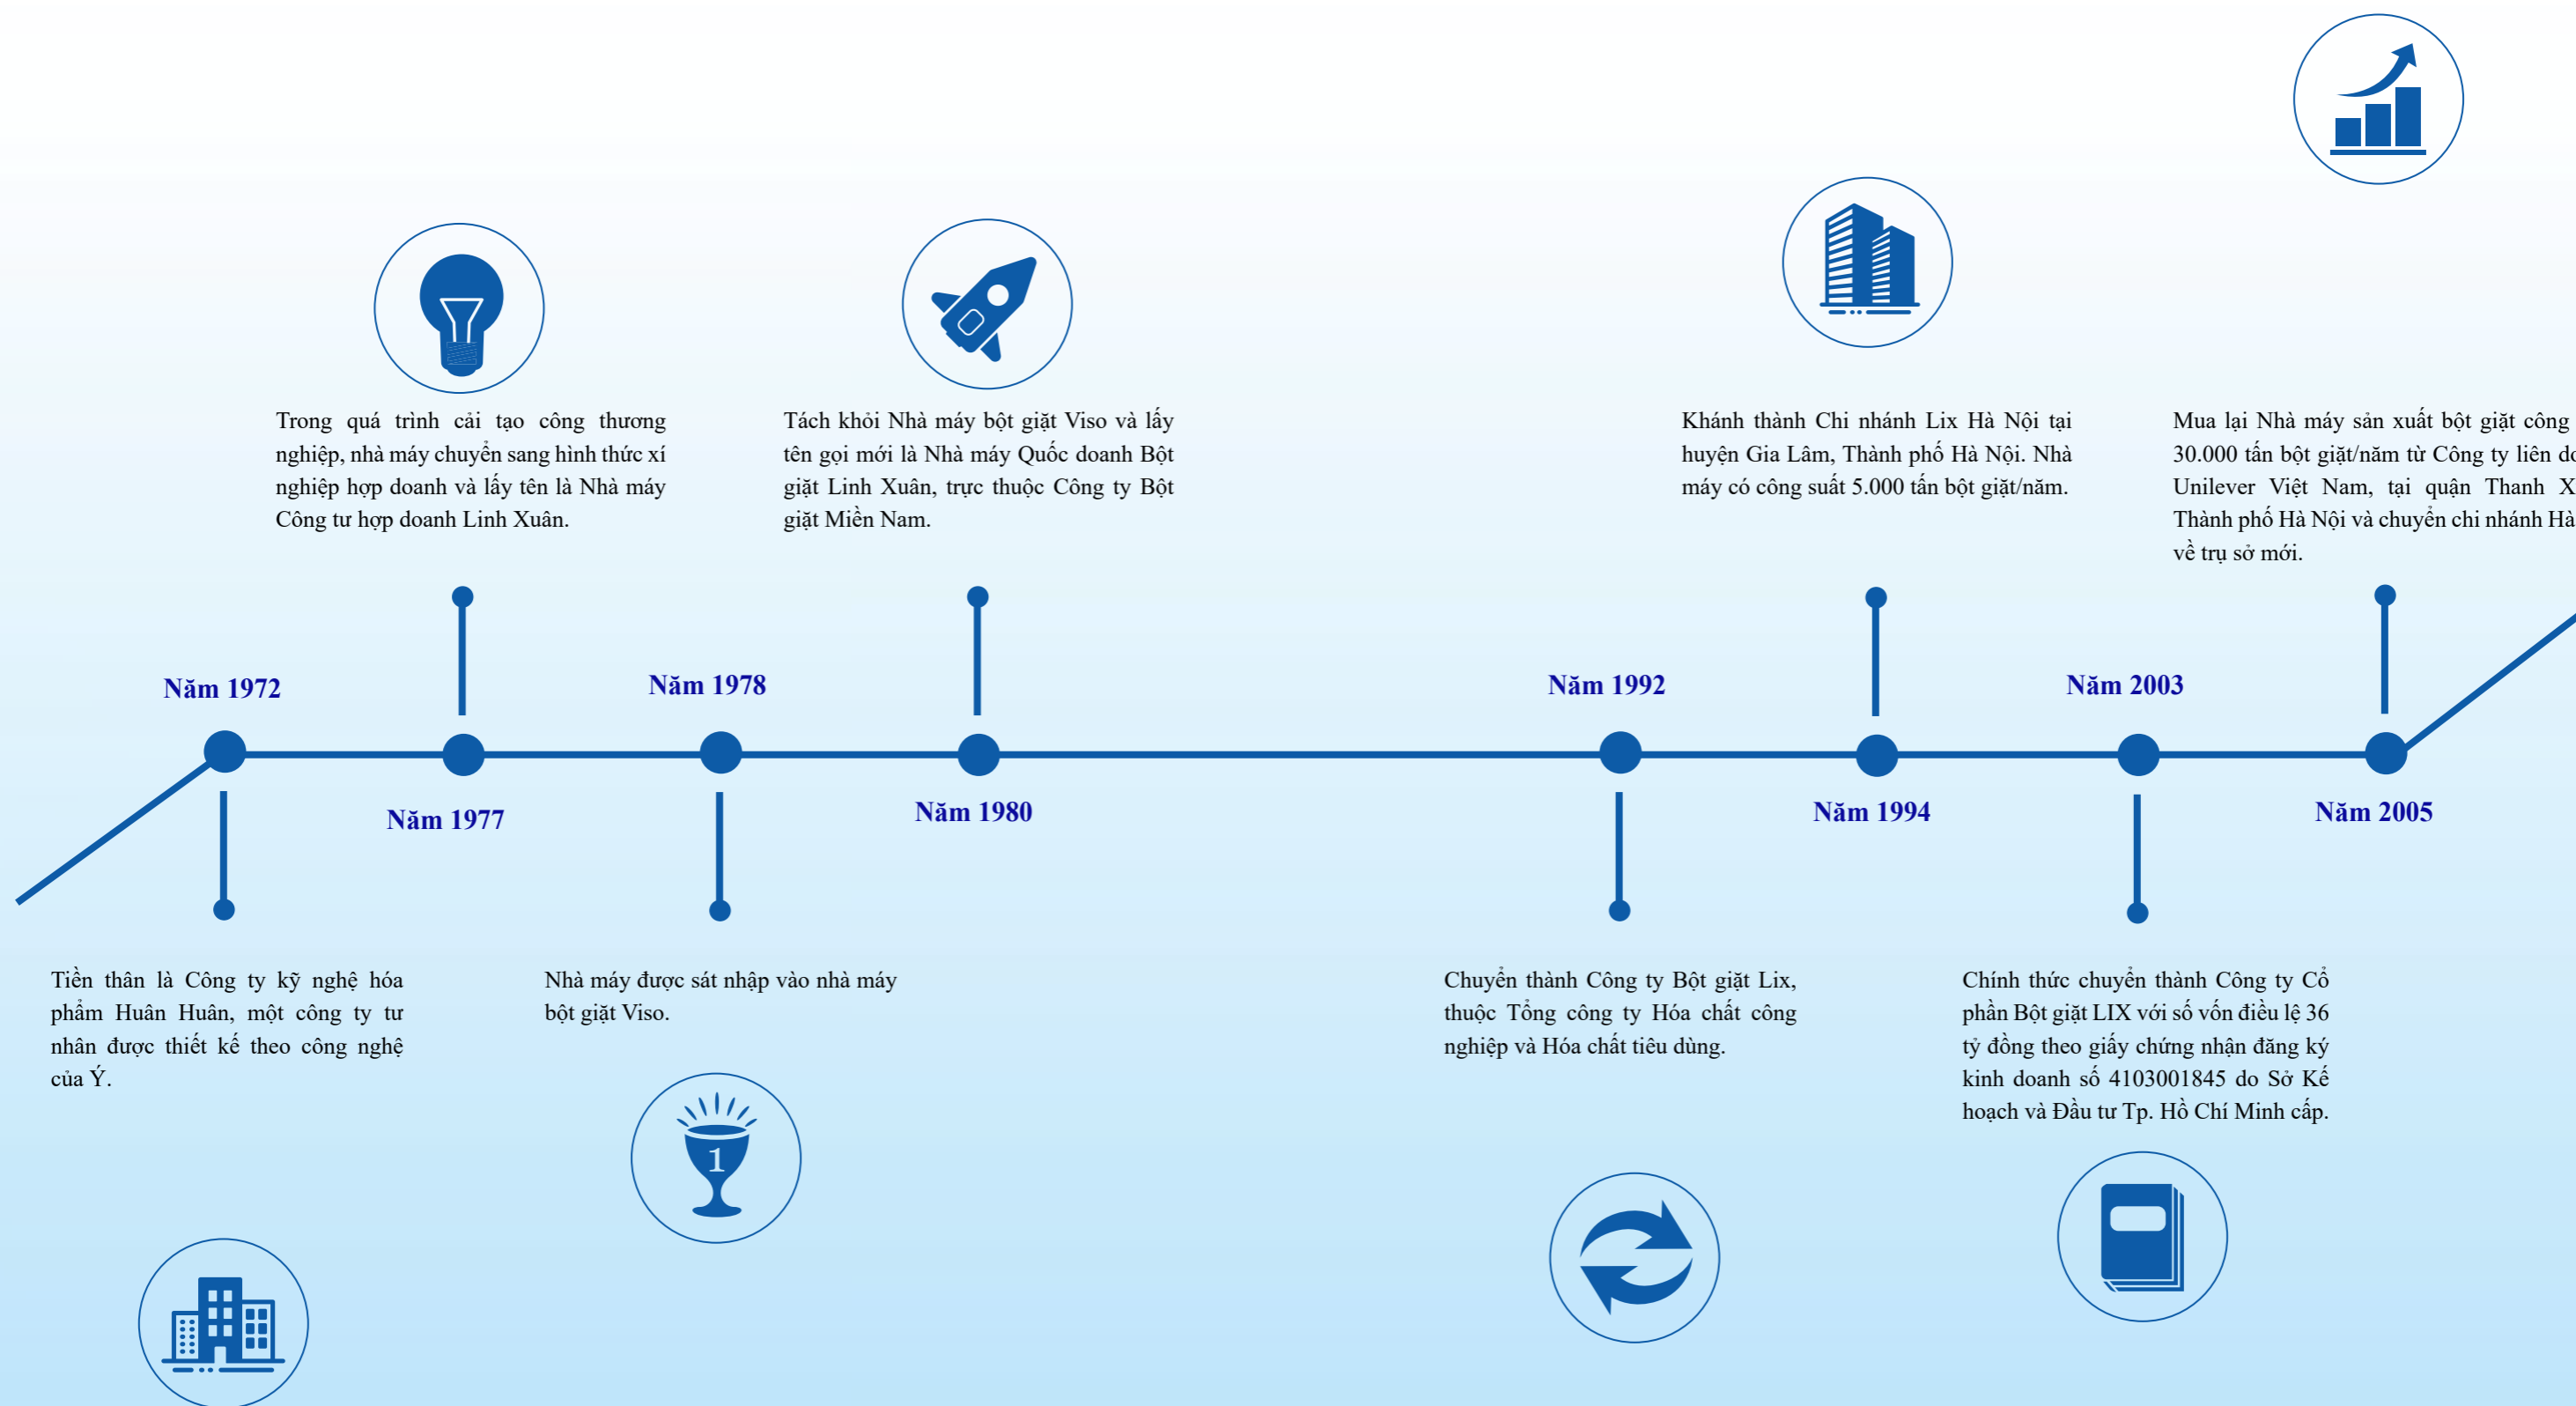 Năm 1972
Tiền thân là Công ty kỹ nghệ hóa
phẩm Huân Huân, một công ty tư
nhân được thiết kế theo công nghệ
của Ý.
Trong quá trình cải tạo công thương
nghiệp, nhà máy chuyển sang hình thức xí
nghiệp hợp doanh và lấy tên là Nhà máy
Công tư hợp doanh Linh Xuân.
Năm 1977
Năm 1978
Nhà máy được sát nhập vào nhà máy
bột giặt Viso.
1
Tách khỏi Nhà máy bột giặt Viso và lấy
tên gọi mới là Nhà máy Quốc doanh Bột
giặt Linh Xuân, trực thuộc Công ty Bột
giặt Miền Nam.
Năm 1980
Năm 1992
Chuyển thành Công ty Bột giặt Lix,
thuộc Tổng công ty Hóa chất công
nghiệp và Hóa chất tiêu dùng.
Khánh thành Chi nhánh Lix Hà Nội tại
huyện Gia Lâm, Thành phố Hà Nội. Nhà
máy có công suất 5.000 tấn bột giặt/năm.
Năm 1994
Năm 2003
Chính thức chuyển thành Công ty Cổ
phần Bột giặt LIX với số vốn điều lệ 36
tỷ đồng theo giấy chứng nhận đăng ký
kinh doanh số 4103001845 do Sở Kế
hoạch và Đầu tư Tp. Hồ Chí Minh cấp.
Mua lại Nhà máy sản xuất bột giặt công
30.000 tấn bột giặt/năm từ Công ty liên
Unilever Việt Nam, tại quận Thanh
Thành phố Hà Nội và chuyển chi nhánh Hà
về trụ sở mới.
Năm 2005